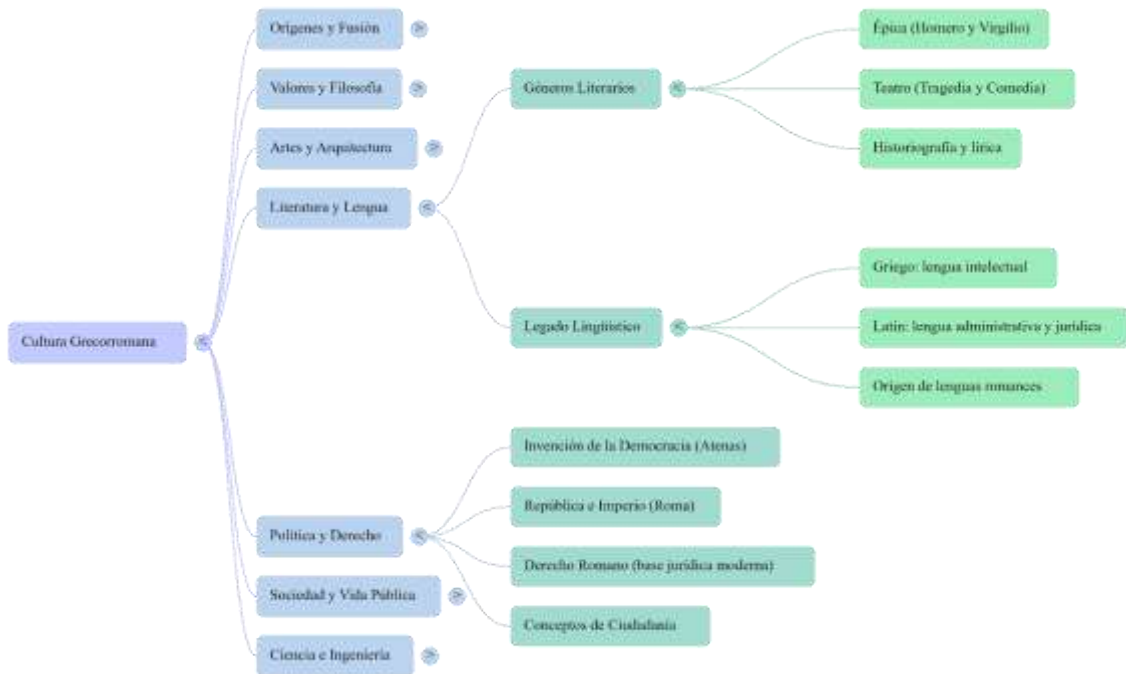 Orígenes y Fusión
Valores y Filosofía
Artes y Arquitectura
Literatura y Lengua
Géneros Literarios
Épica (Homero y Virgilio)
Teatro (Tragedia y Comedia)
Historiografía y lírica
Legado Lingüístico
Griego: lengua intelectual
Latín: lengua administrativa y jurídica
Origen de lenguas romances
Cultura Grecorromana
Política y Derecho
Invención de la Democracia (Atenas)
República e Imperio (Roma)
Derecho Romano (base jurídica moderna)
Conceptos de Ciudadanía
Sociedad y Vida Pública
Ciencia e Ingeniería